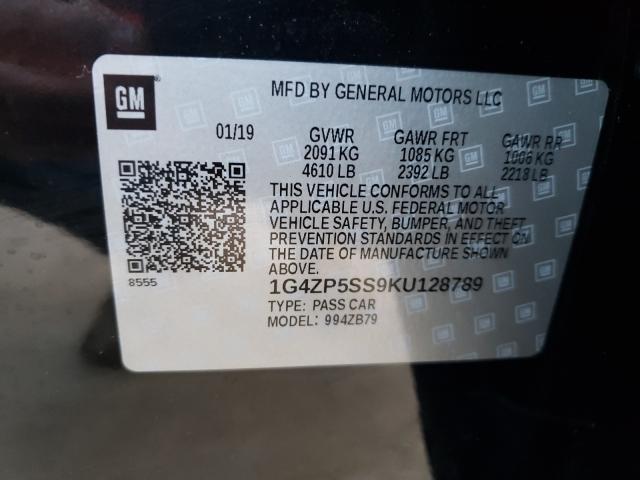 GM
MFD BY GENERAL MOTORS LLC
01/19 GVWR GAWR FRT GAWR RR
2091 KG 1085 KG 1006 KG
4610 LB 2392 LB 2218 LB
THIS VEHICLE CONFORMS TO ALL
APPLICABLE U.S. FEDERAL MOTOR
VEHICLE SAFETY, BUMPER, AND THEFT
PREVENTION STANDARDS IN EFFECT ON
THE DATE OF MANUFACTURE SHOWN
ABOVE.
8555
1G4ZP5SS9KU128789
TYPE: PASS CAR
MODEL: 994ZB79